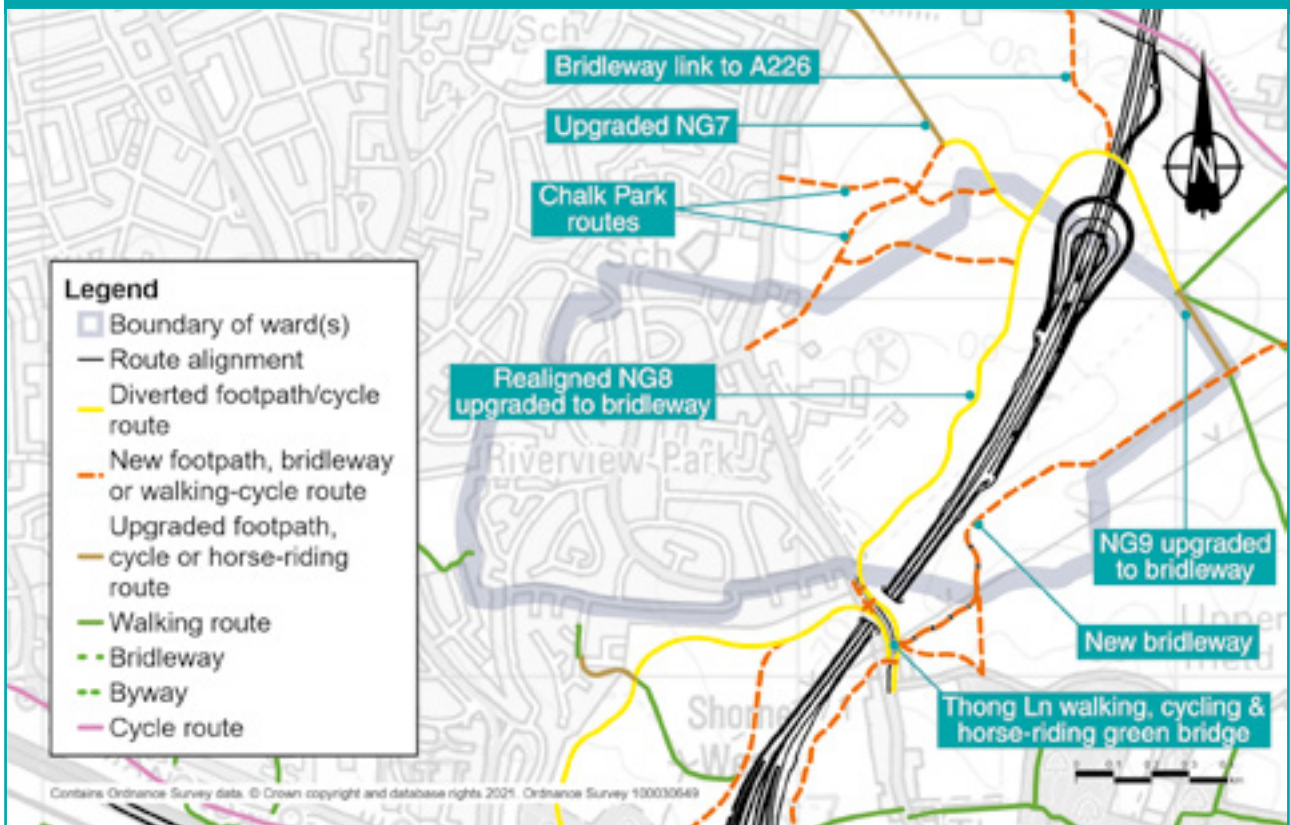 Sch
Bridleway link to A226
Upgraded NG7
N
Chalk Park
routes
Sch
Legend
Boundary of ward(s)
Route alignment
Diverted footpath/cycle
route
New footpath, bridleway
or walking-cycle route
Upgraded footpath,
cycle or horse-riding
route
Walking route
Bridleway
Byway
Cycle route
Realigned NG8
upgraded to bridleway
Riverview Park
NG9 upgraded
to bridleway
New bridleway
Thong Ln walking, cycling &
horse-riding green bridge
km
Contains Ordnance Survey data. © Crown copyright and database rights 2021. Ordnance Survey 100030649